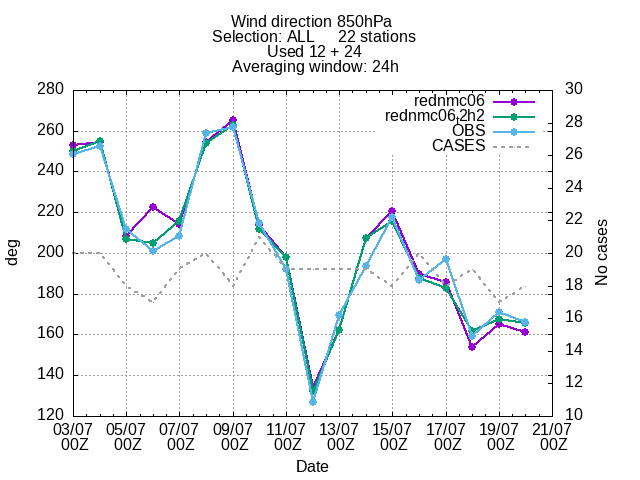 Wind direction 850hPa
Selection: ALL 22 stations
Used 12 + 24
Averaging window: 24h
rednmc06
rednmc06.2h2
OBS
CASES
280
260
240
220
200
180
160
140
120
deg
30
28
26
24
22
20
18
16
14
12
10
No cases
03/07 05/07 07/07 09/07 11/07 13/07 15/07 17/07 19/07 21/07
00Z 00Z 00Z 00Z 00Z 00Z 00Z 00Z 00Z 00Z
Date